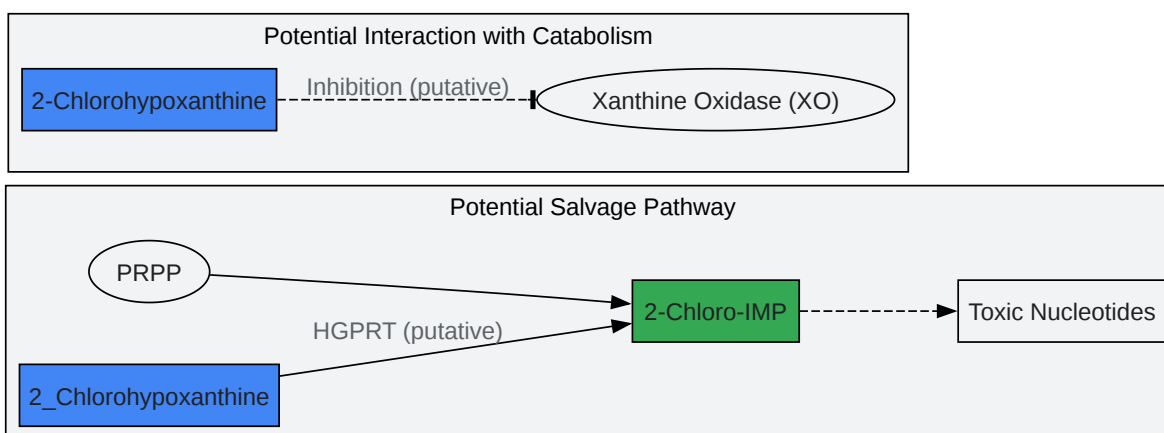 Potential Interaction with Catabolism
2-Chlorohypoxanthine
Inhibition (putative)
Xanthine Oxidase (XO)
Potential Salvage Pathway
PRPP
HGPRT (putative)
2_Chlorohypoxanthine
2-Chloro-IMP
Toxic Nucleotides